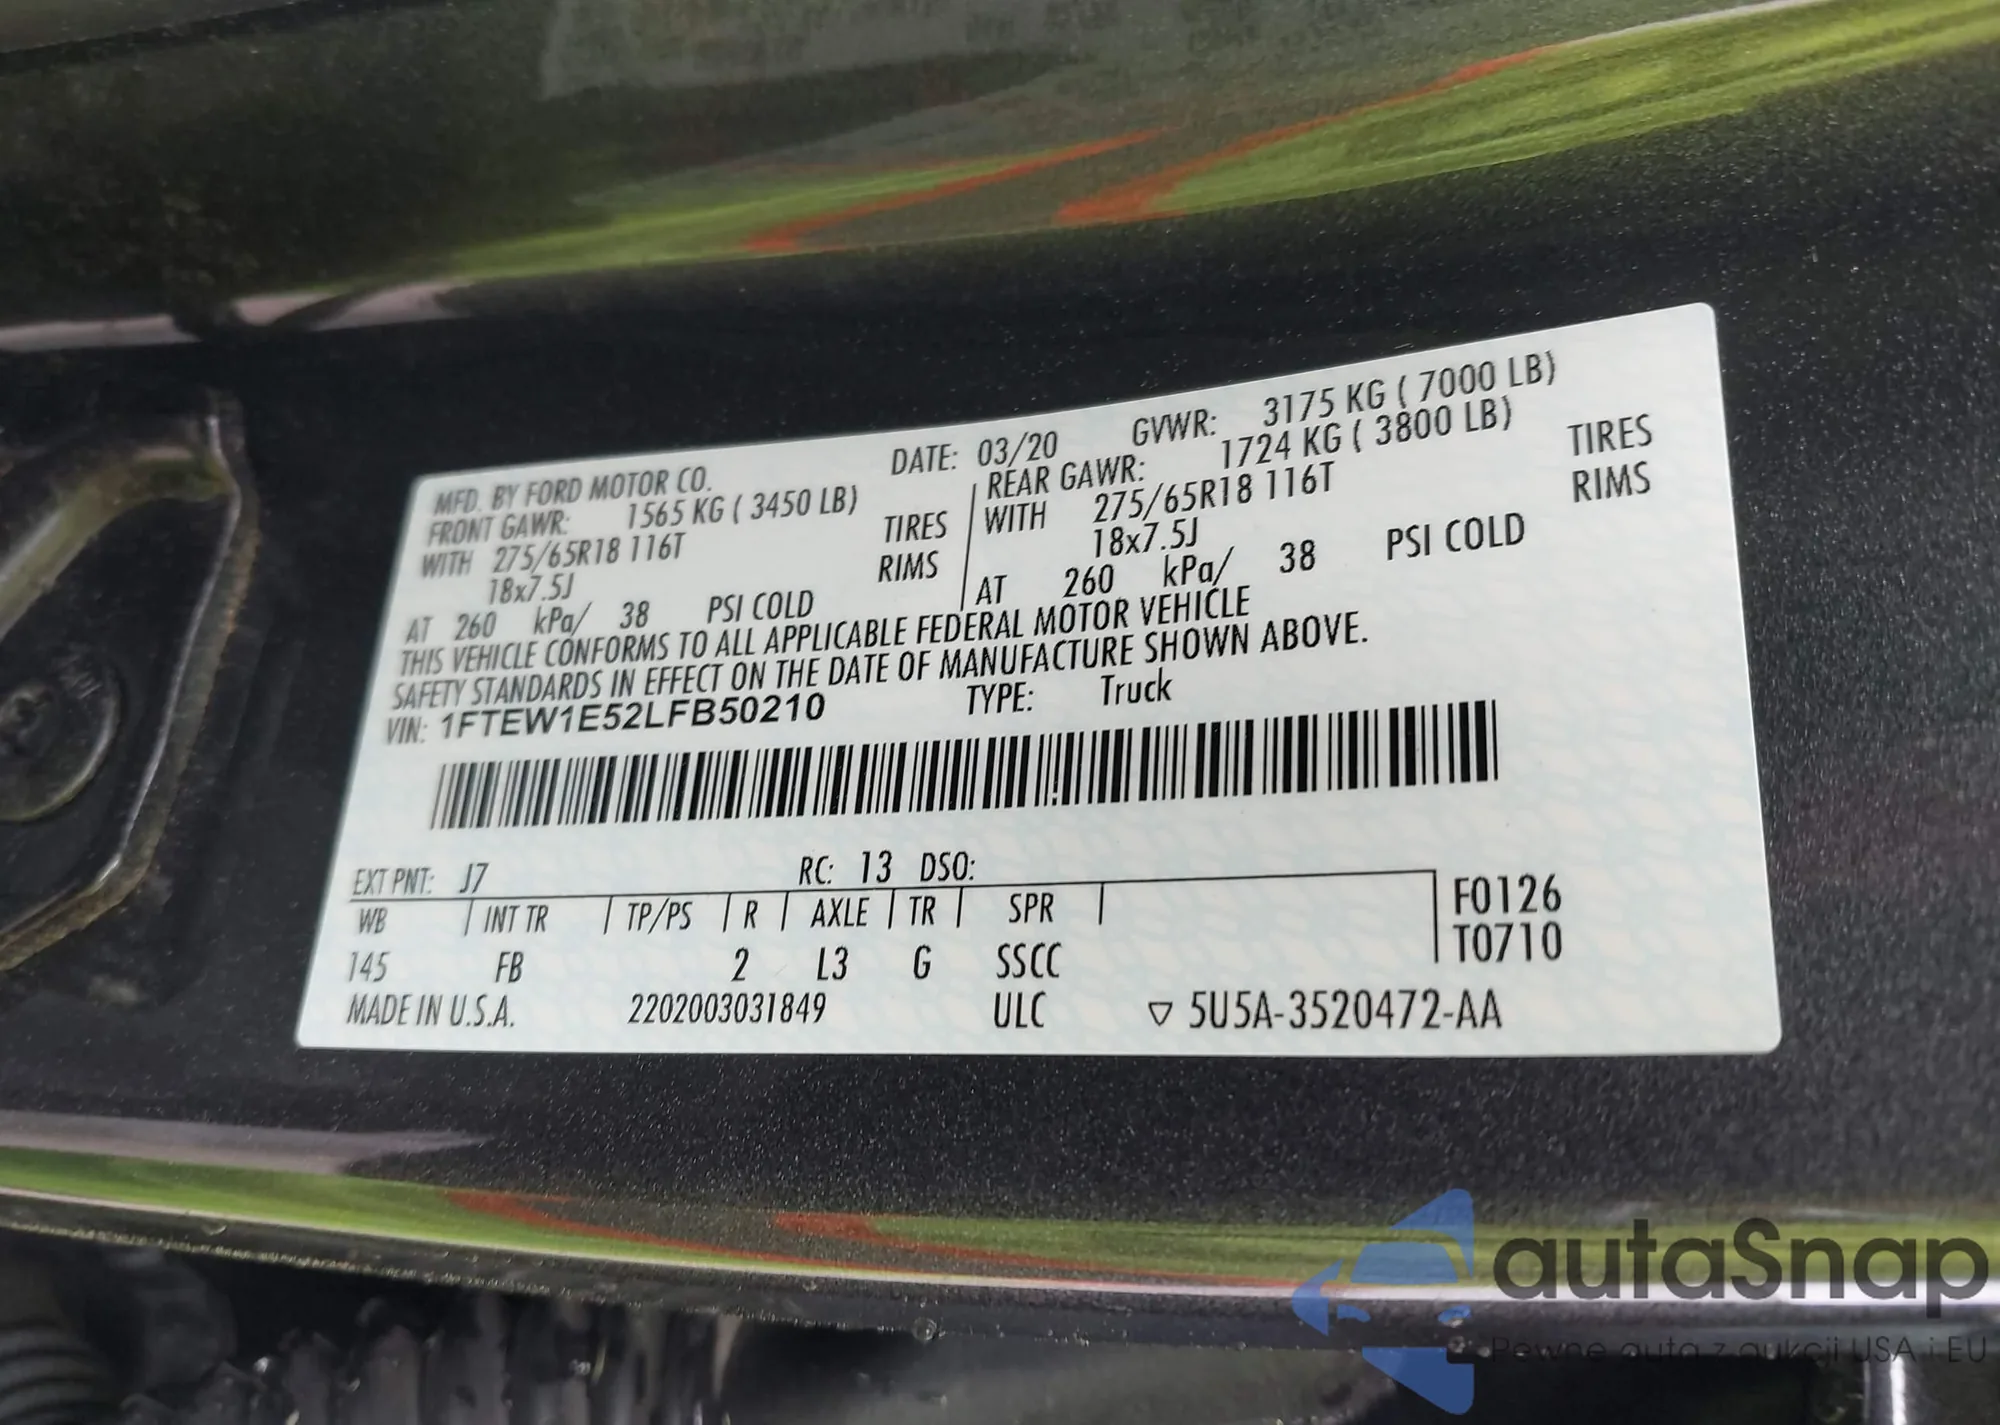 MFD. BY FORD MOTOR CO. DATE: 03/20 GVWR: 3175 KG ( 7000 LB)
FRONT GAWR: 1565 KG ( 3450 LB) REAR GAWR: 1724 KG ( 3800 LB)
WITH 275/65R18 116T TIRES WITH 275/65R18 116T TIRES
18x7.5J RIMS 18x7.5J RIMS
AT 260 kPa/ 38 PSI COLD AT 260 kPa/ 38 PSI COLD
THIS VEHICLE CONFORMS TO ALL APPLICABLE FEDERAL MOTOR VEHICLE
SAFETY STANDARDS IN EFFECT ON THE DATE OF MANUFACTURE SHOWN ABOVE.
VIN: 1FTEW1E52LFB50210 TYPE: Truck
EXT PNT: J7 RC: 13 DSO:
WB INT TR TP/PS R AXLE TR SPR F0126
145 FB 2 L3 G SSCC T0710
MADE IN U.S.A. 2202003031849 ULC ▽ 5U5A-3520472-AA
autaSnap
Pewne auta z aukcji USA i EU